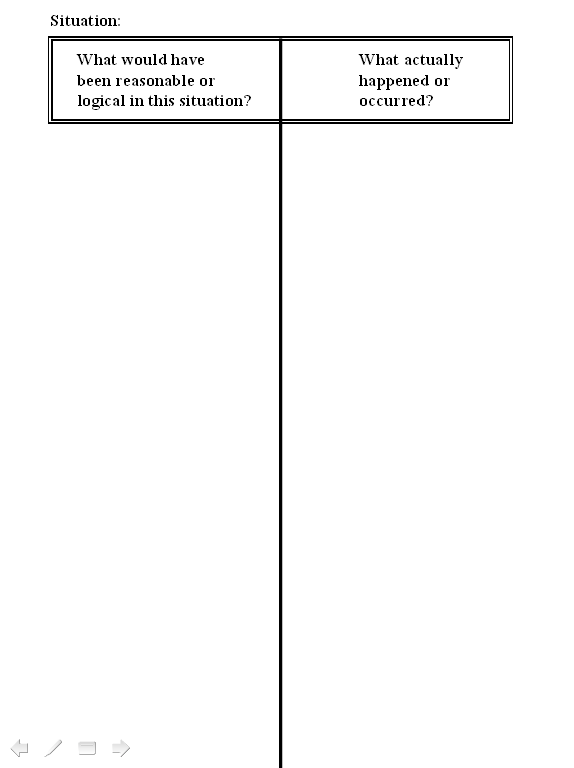 Situation:
What would have
been reasonable or
logical in this situation?
What actually
happened or
occurred?